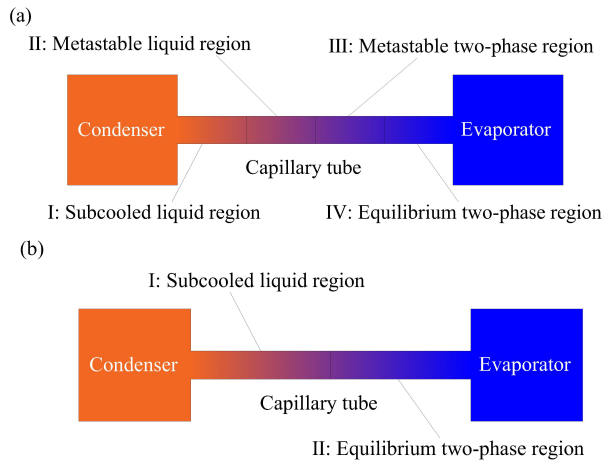 (a)
II: Metastable liquid region
III: Metastable two-phase region
Condenser
Evaporator
Capillary tube
I: Subcooled liquid region
IV: Equilibrium two-phase region
(b)
I: Subcooled liquid region
Condenser
Evaporator
Capillary tube
II: Equilibrium two-phase region